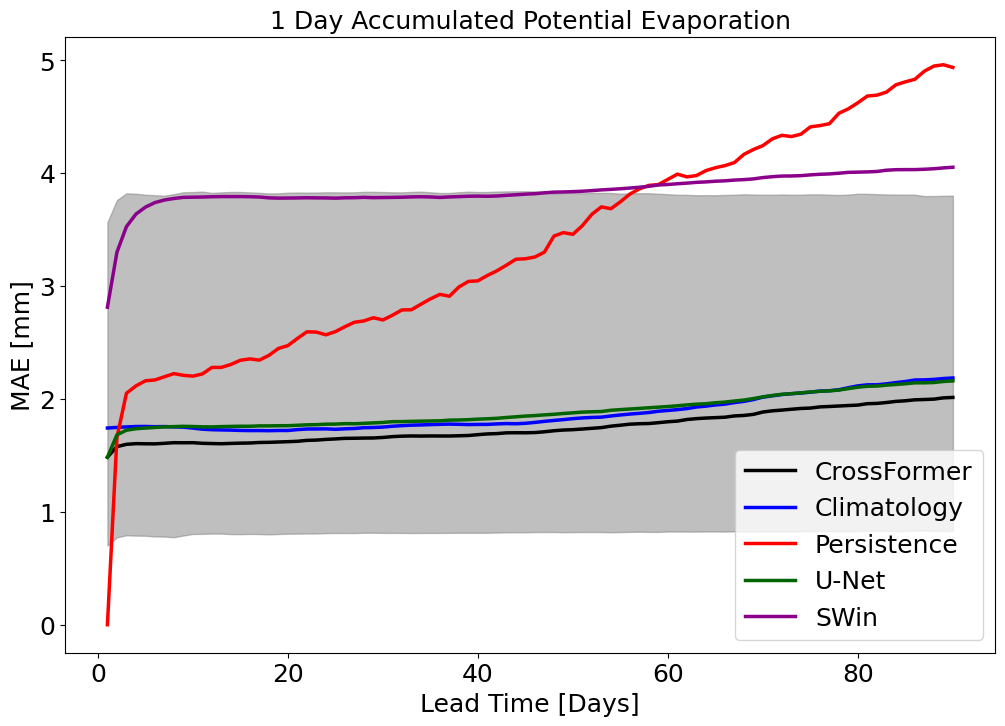 1 Day Accumulated Potential Evaporation
MAE [mm]
5
4
3
2
1
0
0 20 40 60 80
Lead Time [Days]
CrossFormer
Climatology
Persistence
U-Net
SWin